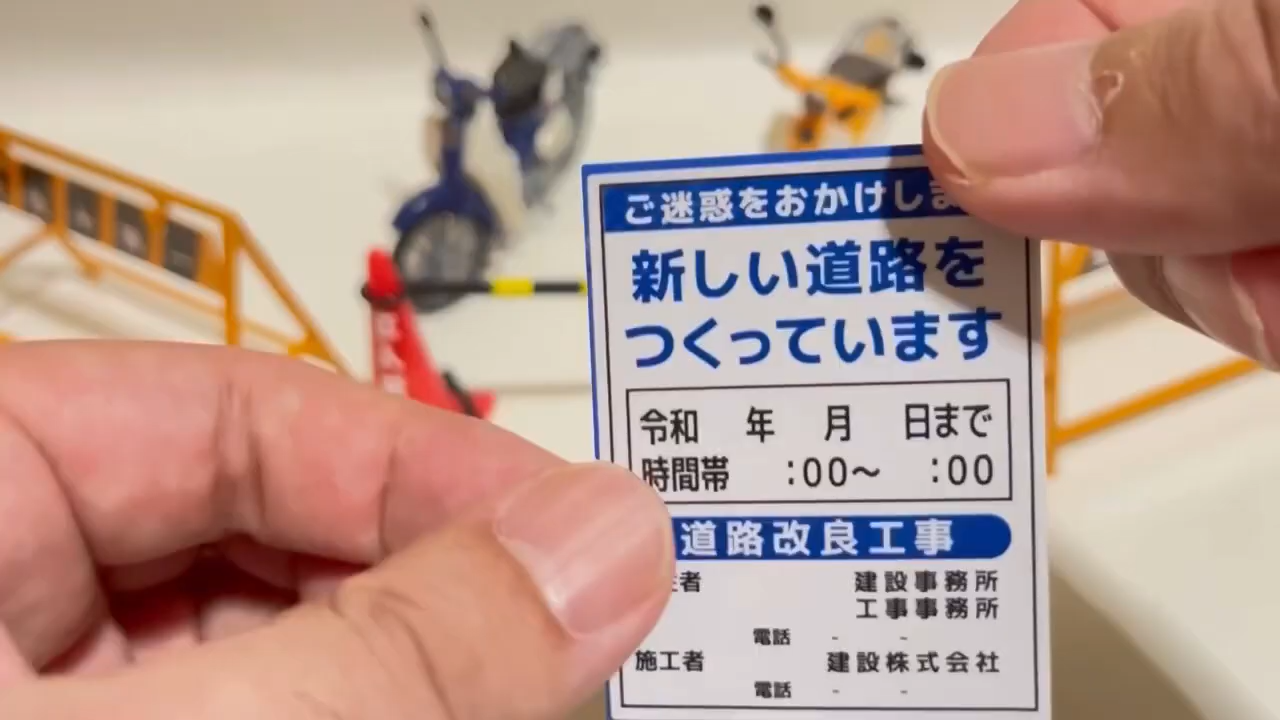 ご迷惑をおかけしま
新しい道路を
つくっています
令和 年 月 日まで
時間帯 :00〜 :00
道路改良工事
者 建設事務所
工事事務所
電話 - -
施工者 建設株式会社
電話 - -